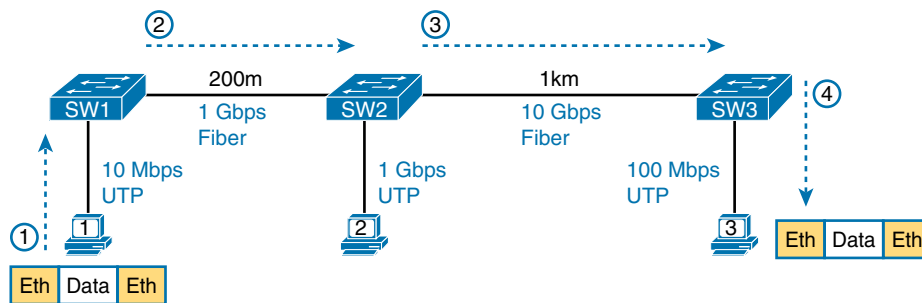 2
3
200m
1km
SW1
SW2
SW3
4
1 Gbps
Fiber
10 Gbps
Fiber
10 Mbps
UTP
1 Gbps
UTP
100 Mbps
UTP
1
1
2
3
Eth Data Eth
Eth Data Eth